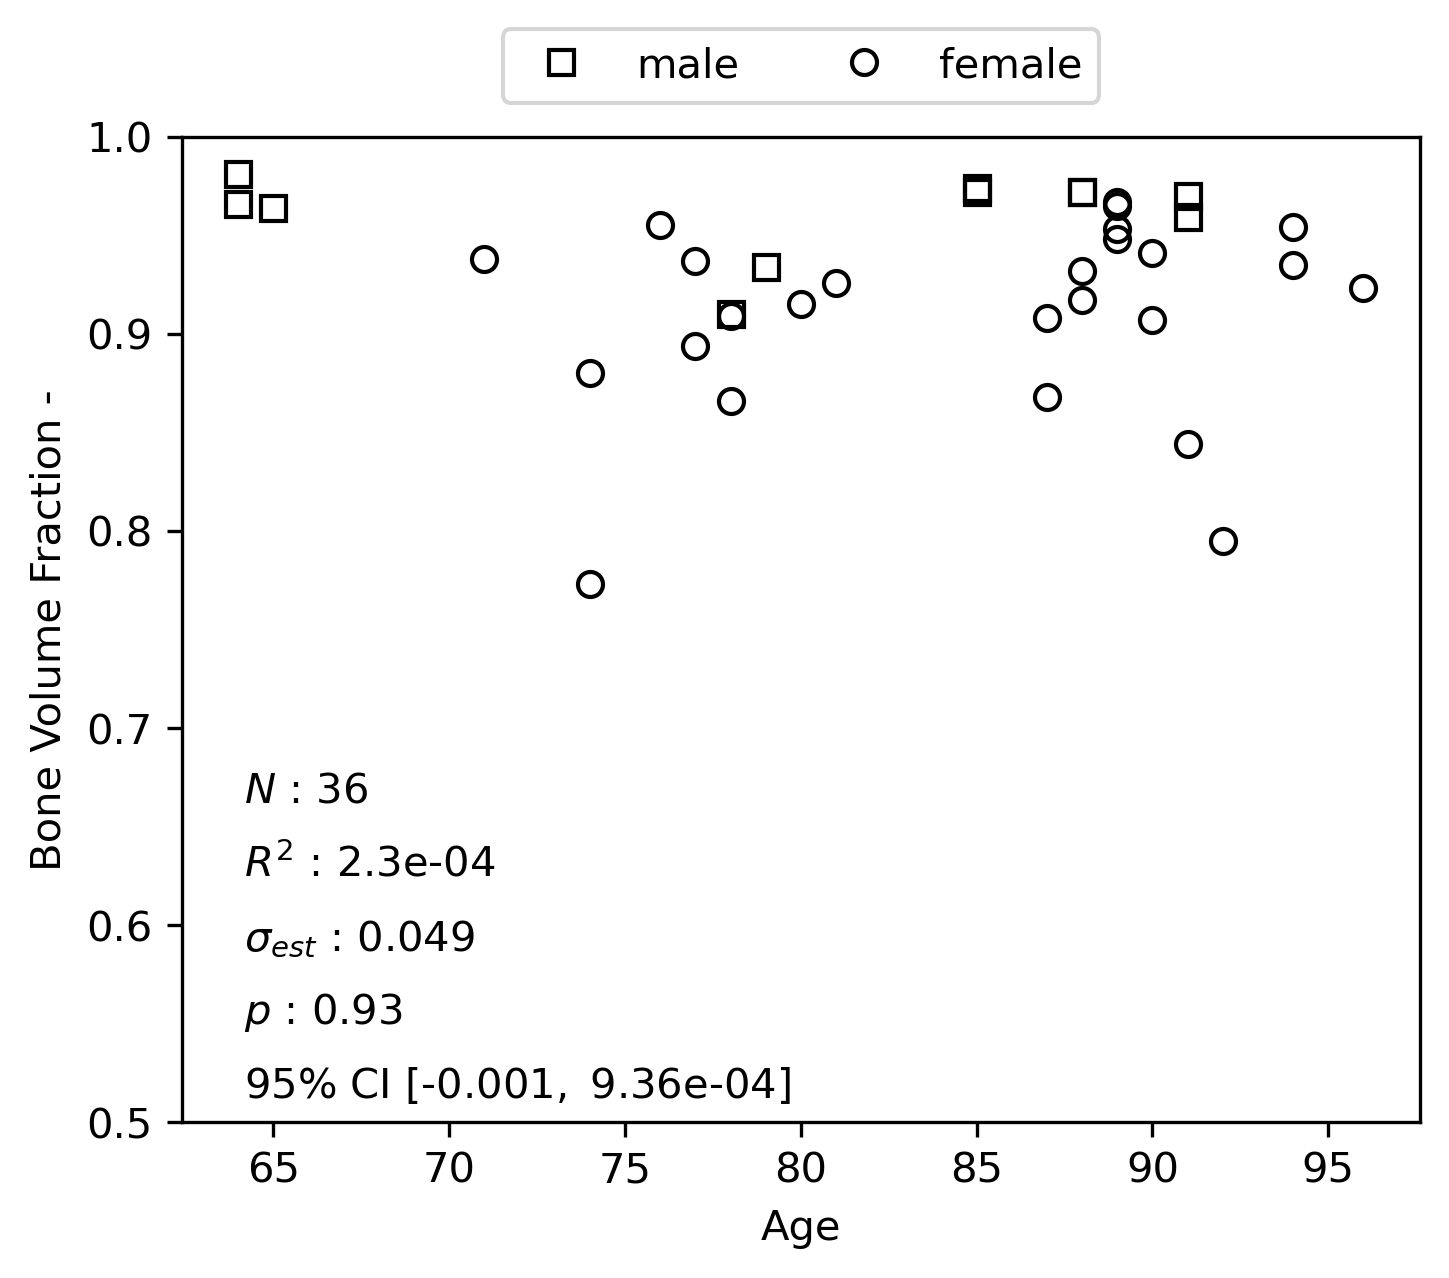 male female
1.0
0.9
0.8
0.7
0.6
0.5
Bone Volume Fraction -
N : 36
R² : 2.3e-04
σest : 0.049
p : 0.93
95% CI [-0.001, 9.36e-04]
65 70 75 80 85 90 95
Age